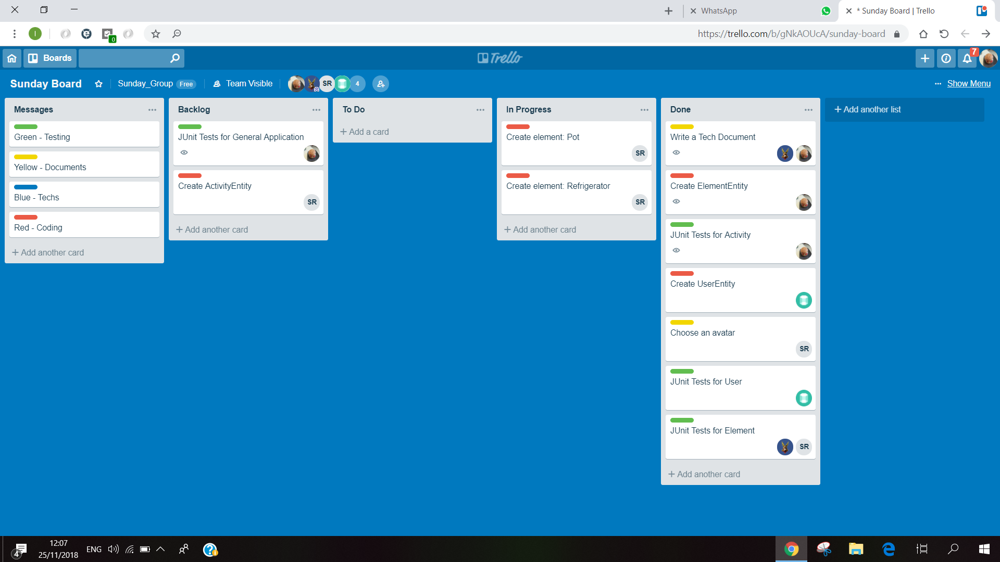 WhatsApp
* Sunday Board | Trello
0
https://trello.com/b/gNkAOUcA/sunday-board
Boards
Trello
7
Sunday Board
Sunday_Group Free
Team Visible
SR
4
... Show Menu
Messages
Green - Testing
Yellow - Documents
Blue - Techs
Red - Coding
+ Add another card
Backlog
JUnit Tests for General Application
Create ActivityEntity
SR
+ Add another card
To Do
+ Add a card
In Progress
Create element: Pot
SR
Create element: Refrigerator
SR
+ Add another card
Done
Write a Tech Document
Create ElementEntity
JUnit Tests for Activity
Create UserEntity
Choose an avatar
SR
JUnit Tests for User
JUnit Tests for Element
SR
+ Add another card
+ Add another list
4
12:07
25/11/2018
ENG